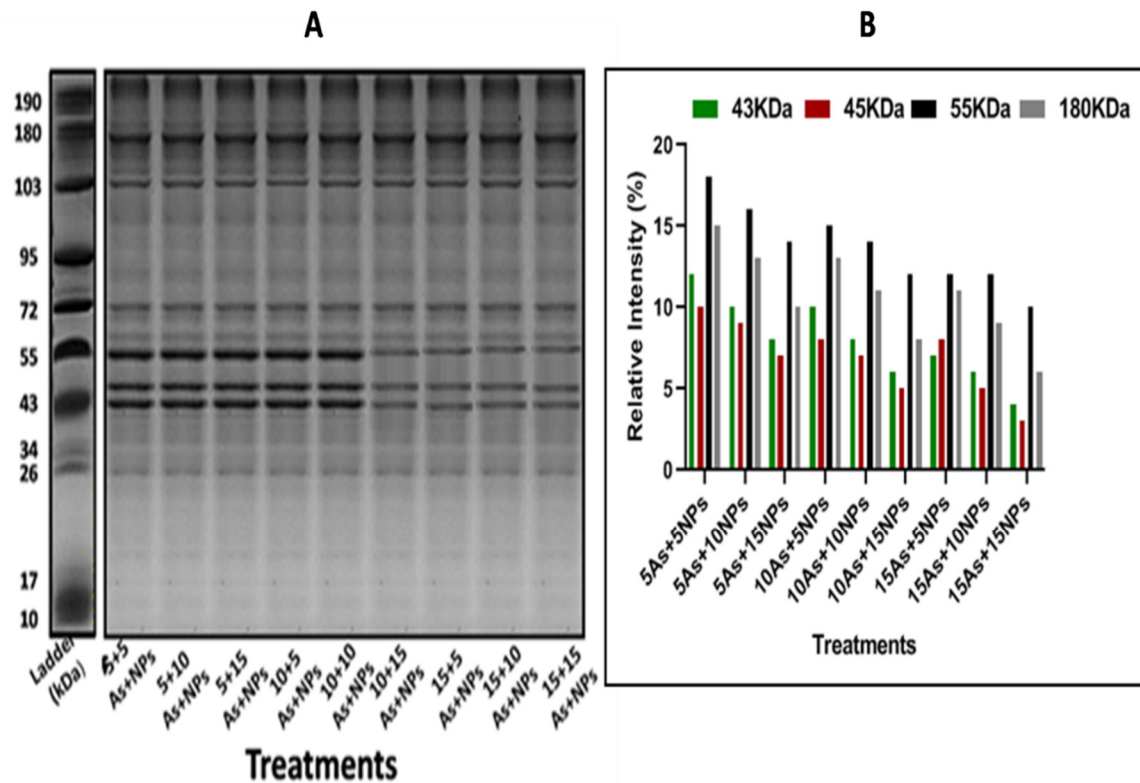 A
190
180
103
95
72
55
43
34
26
17
10
Ladder
(kDa)
5+5
As+NPs
5+10
As+NPs
5+15
As+NPs
10+5
As+NPs
10+10
As+NPs
10+15
As+NPs
15+5
As+NPs
15+10
As+NPs
15+15
As+NPs
Treatments
B
43KDa 45KDa 55KDa 180KDa
Relative Intensity (%)
20
15
10
5
0
5As+5NPs
5As+10NPs
5As+15NPs
10As+5NPs
10As+10NPs
10As+15NPs
15As+5NPs
15As+10NPs
15As+15NPs
Treatments